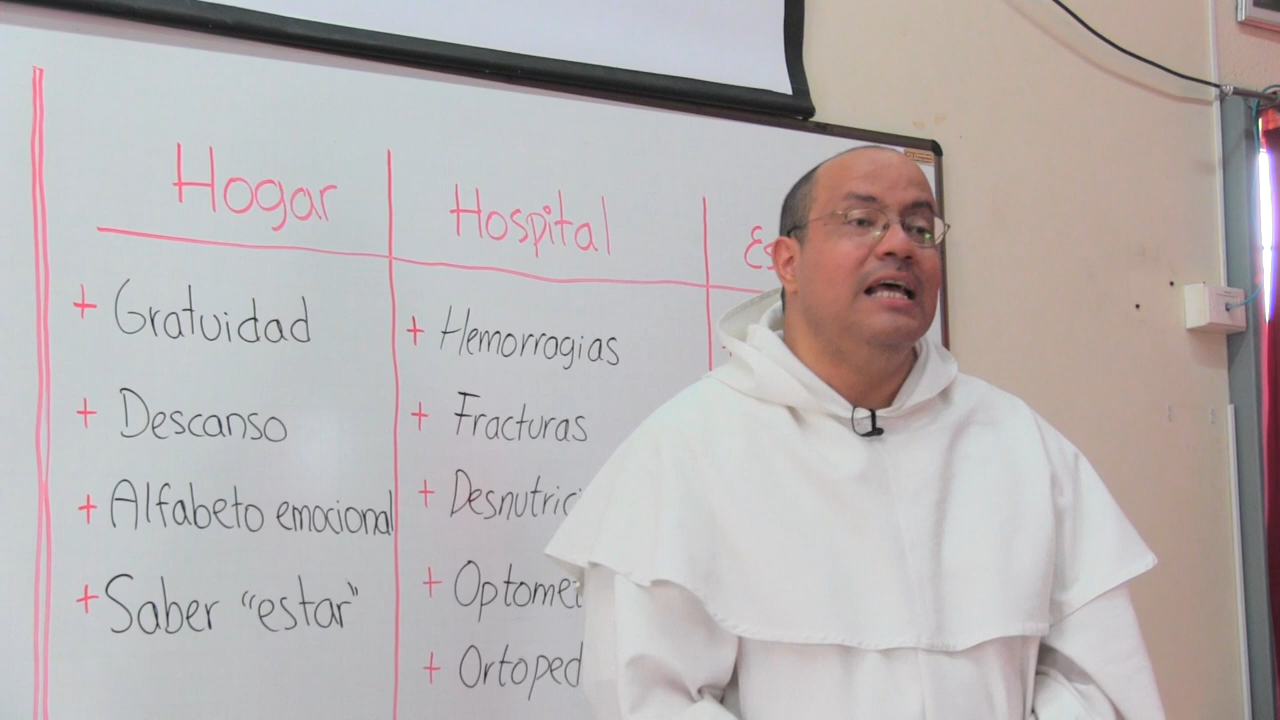 Hogar
+ Gratuidad
+ Descanso
+ Alfabeto emocional
+ Saber "estar"
Hospital
+ Hemorragias
+ Fracturas
+
+
+